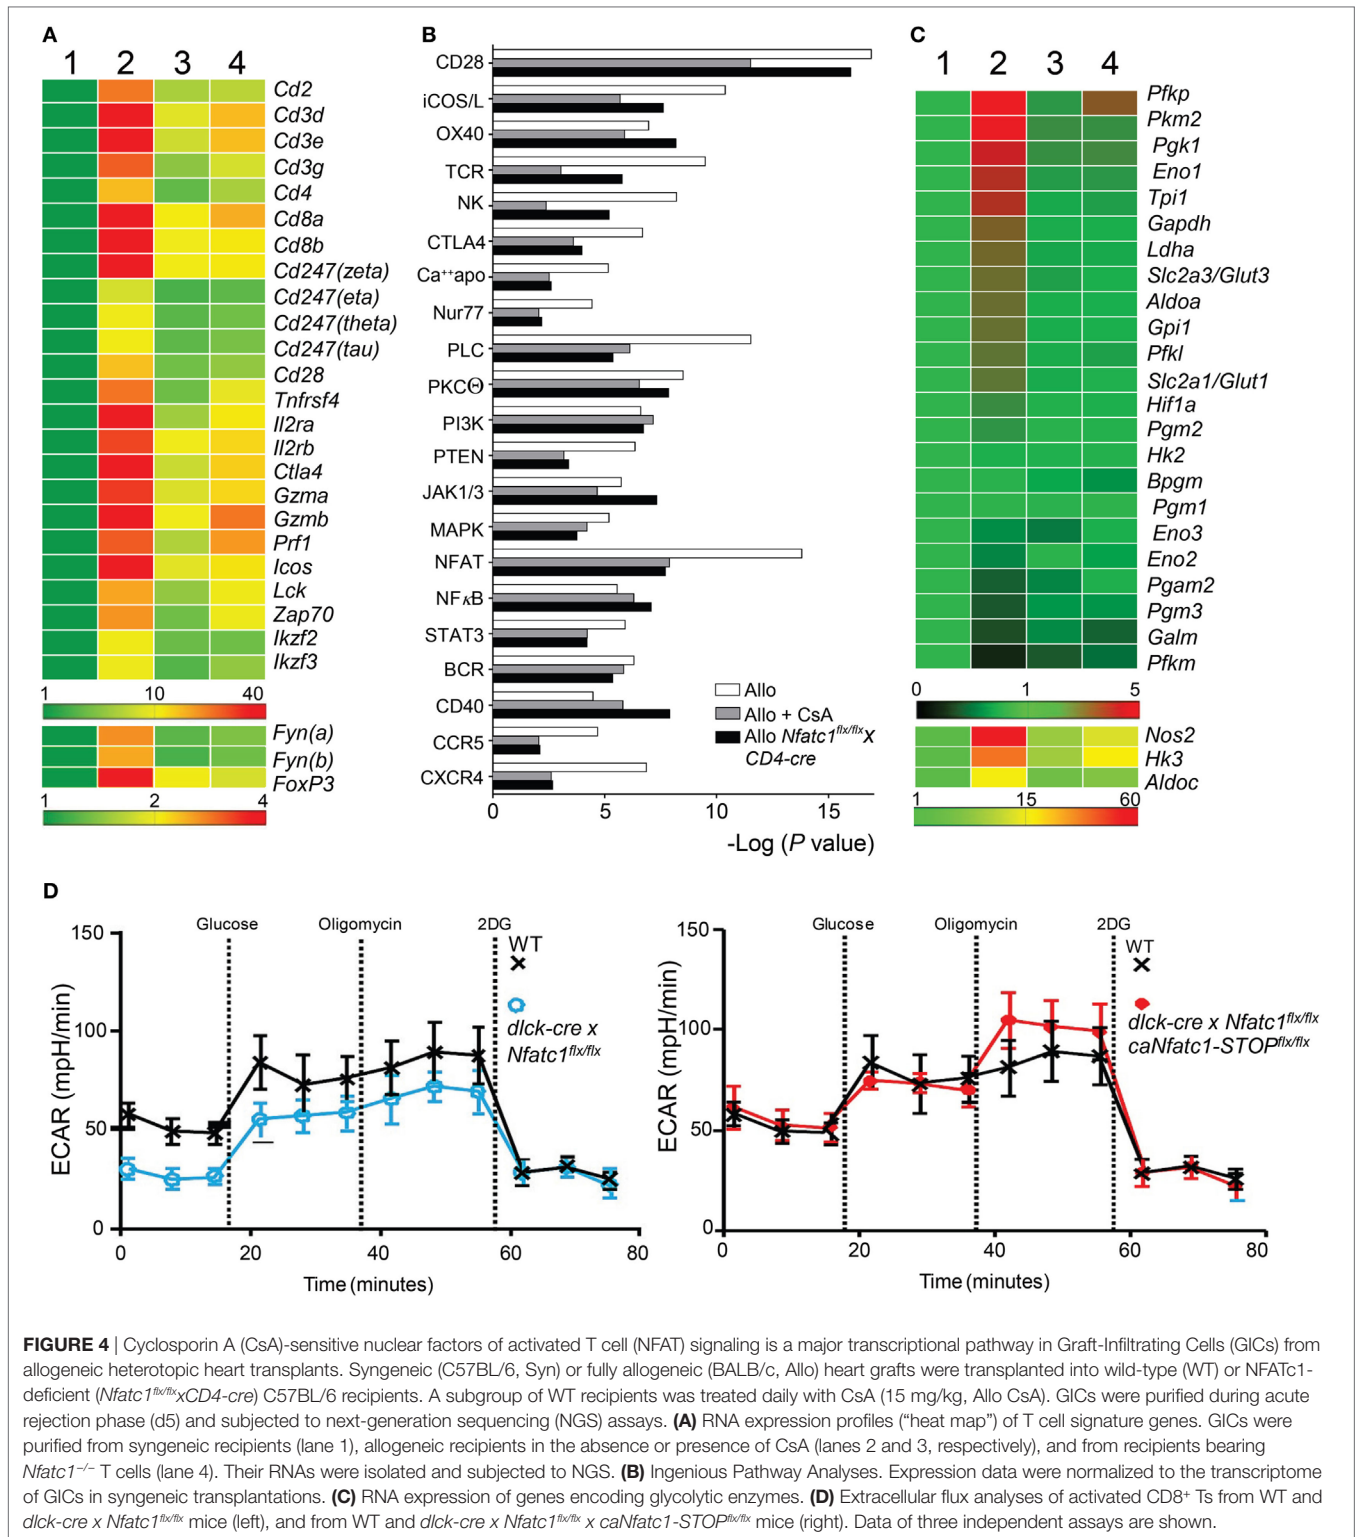 A
1 2 3 4
Cd2
Cd3d
Cd3e
Cd3g
Cd4
Cd8a
Cd8b
Cd247(zeta)
Cd247(eta)
Cd247(theta)
Cd247(tau)
Cd28
Tnfrsf4
Il2ra
Il2rb
Ctla4
Gzma
Gzmb
Prf1
Icos
Lck
Zap70
Ikzf2
Ikzf3
1 10 40
Fyn(a)
Fyn(b)
FoxP3
1 2 4
B
CD28
iCOS/L
OX40
TCR
NK
CTLA4
Ca++apo
Nur77
PLC
PKCΘ
PI3K
PTEN
JAK1/3
MAPK
NFAT
NFκB
STAT3
BCR
CD40
CCR5
CXCR4
Allo
Allo + CsA
Allo Nfatc1flx/flxX
CD4-cre
0 5 10 15
-Log (P value)
C
1 2 3 4
Pfkp
Pkm2
Pgk1
Eno1
Tpi1
Gapdh
Ldha
Slc2a3/Glut3
Aldoa
Gpi1
Pfkl
Slc2a1/Glut1
Hif1a
Pgm2
Hk2
Bpgm
Pgm1
Eno3
Eno2
Pgam2
Pgm3
Galm
Pfkm
0 1 5
Nos2
Hk3
Aldoc
1 15 60
D
150
100
50
0
ECAR (mpH/min)
Glucose Oligomycin 2DG
WT
dlck-cre x
Nfatc1flx/flx
0 20 40 60 80
Time (minutes)
150
100
50
0
ECAR (mpH/min)
Glucose Oligomycin 2DG
WT
dlck-cre x Nfatc1flx/flx
caNfatc1-STOPflx/flx
0 20 40 60 80
Time (minutes)
FIGURE 4 | Cyclosporin A (CsA)-sensitive nuclear factors of activated T cell (NFAT) signaling is a major transcriptional pathway in Graft-Infiltrating Cells (GICs) from
allogeneic heterotopic heart transplants. Syngeneic (C57BL/6, Syn) or fully allogeneic (BALB/c, Allo) heart grafts were transplanted into wild-type (WT) or NFATc1-
deficient (Nfatc1flx/flxxCD4-cre) C57BL/6 recipients. A subgroup of WT recipients was treated daily with CsA (15 mg/kg, Allo CsA). GICs were purified during acute
rejection phase (d5) and subjected to next-generation sequencing (NGS) assays. (A) RNA expression profiles (“heat map”) of T cell signature genes. GICs were
purified from syngeneic recipients (lane 1), allogeneic recipients in the absence or presence of CsA (lanes 2 and 3, respectively), and from recipients bearing
Nfatc1−/− T cells (lane 4). Their RNAs were isolated and subjected to NGS. (B) Ingenious Pathway Analyses. Expression data were normalized to the transcriptome
of GICs in syngeneic transplantations. (C) RNA expression of genes encoding glycolytic enzymes. (D) Extracellular flux analyses of activated CD8+ Ts from WT and
dlck-cre x Nfatc1flx/flx mice (left), and from WT and dlck-cre x Nfatc1flx/flx x caNfatc1-STOPflx/flx mice (right). Data of three independent assays are shown.